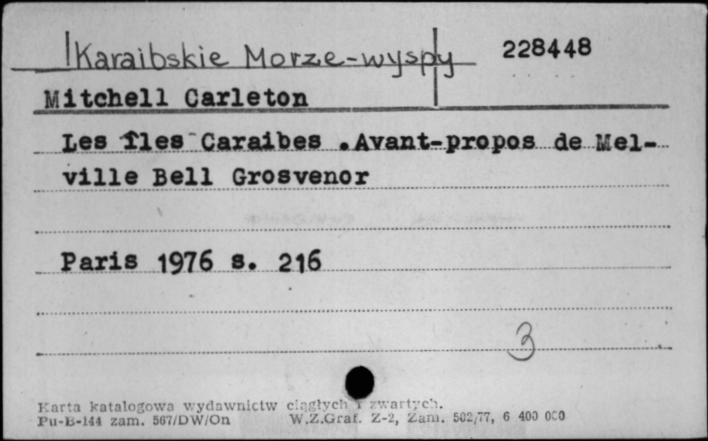 Karaibskie Morze-wyspy 228448
Mitchell Carleton
Les Îles Caraibes .Avant-propos de Mel-
ville Bell Grosvenor
Paris 1976 s. 216
3
Karta katalogowa wydawnictw ciągłych i zwartych.
Pu-B-144 zam. 567/DW/On W.Z.Graf. Z-2, Zam. 502/77, 6 400 000